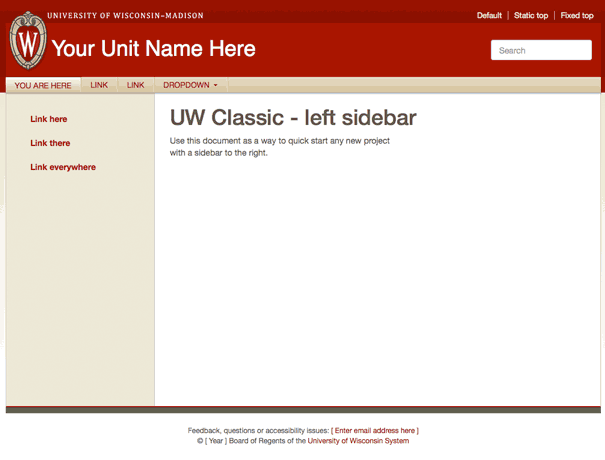 UNIVERSITY OF WISCONSIN–MADISON
Default
Static top
Fixed top
W
Your Unit Name Here
Search
YOU ARE HERE
LINK
LINK
DROPDOWN
Link here
Link there
Link everywhere
UW Classic - left sidebar
Use this document as a way to quick start any new project
with a sidebar to the right.
Feedback, questions or accessibility issues: [ Enter email address here ]
© [ Year ] Board of Regents of the University of Wisconsin System